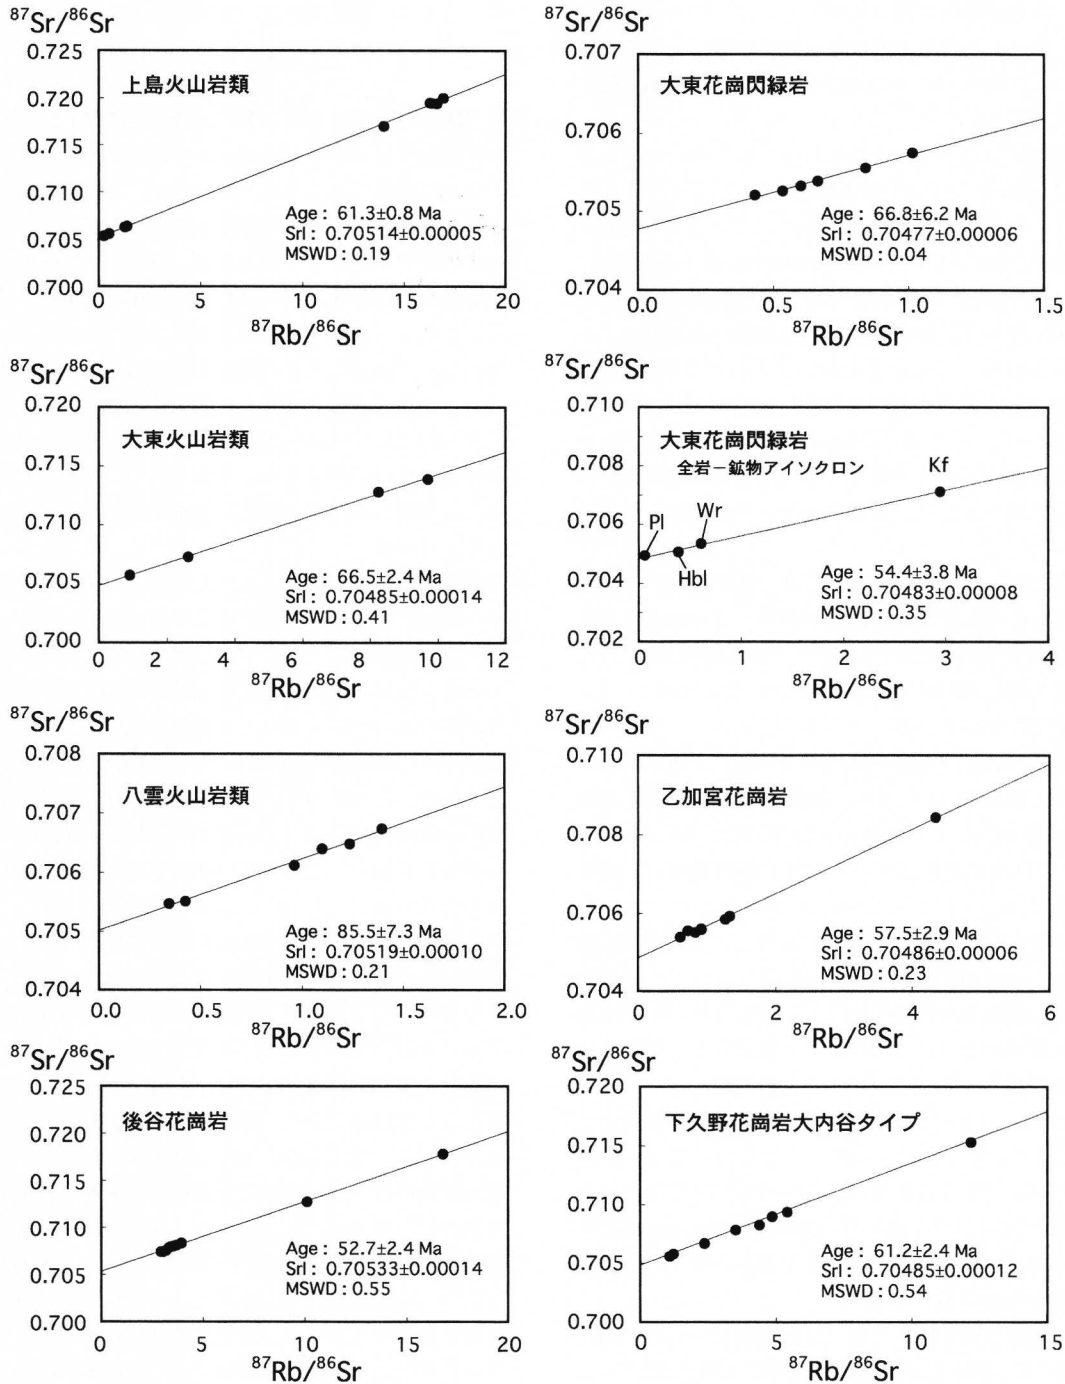 ⁸⁷Sr/⁸⁶Sr
0.725
0.720
0.715
0.710
0.705
0.700
上島火山岩類
Age : 61.3±0.8 Ma
SrI : 0.70514±0.00005
MSWD : 0.19
0 5 10 15 20
⁸⁷Rb/⁸⁶Sr
⁸⁷Sr/⁸⁶Sr
0.707
0.706
0.705
0.704
大東花崗閃緑岩
Age : 66.8±6.2 Ma
SrI : 0.70477±0.00006
MSWD : 0.04
0.0 0.5 1.0 1.5
⁸⁷Rb/⁸⁶Sr
⁸⁷Sr/⁸⁶Sr
0.720
0.715
0.710
0.705
0.700
大東火山岩類
Age : 66.5±2.4 Ma
SrI : 0.70485±0.00014
MSWD : 0.41
0 2 4 6 8 10 12
⁸⁷Rb/⁸⁶Sr
⁸⁷Sr/⁸⁶Sr
0.710
0.708
0.706
0.704
0.702
大東花崗閃緑岩
全岩－鉱物アイソクロン
Kf
Pl
Wr
Hbl
Age : 54.4±3.8 Ma
SrI : 0.70483±0.00008
MSWD : 0.35
0 1 2 3 4
⁸⁷Rb/⁸⁶Sr
⁸⁷Sr/⁸⁶Sr
0.708
0.707
0.706
0.705
0.704
八雲火山岩類
Age : 85.5±7.3 Ma
SrI : 0.70519±0.00010
MSWD : 0.21
0.0 0.5 1.0 1.5 2.0
⁸⁷Rb/⁸⁶Sr
⁸⁷Sr/⁸⁶Sr
0.710
0.708
0.706
0.704
乙加宮花崗岩
Age : 57.5±2.9 Ma
SrI : 0.70486±0.00006
MSWD : 0.23
0 2 4 6
⁸⁷Rb/⁸⁶Sr
⁸⁷Sr/⁸⁶Sr
0.725
0.720
0.715
0.710
0.705
0.700
後谷花崗岩
Age : 52.7±2.4 Ma
SrI : 0.70533±0.00014
MSWD : 0.55
0 5 10 15 20
⁸⁷Rb/⁸⁶Sr
⁸⁷Sr/⁸⁶Sr
0.720
0.715
0.710
0.705
0.700
下久野花崗岩大内谷タイプ
Age : 61.2±2.4 Ma
SrI : 0.70485±0.00012
MSWD : 0.54
0 5 10 15
⁸⁷Rb/⁸⁶Sr